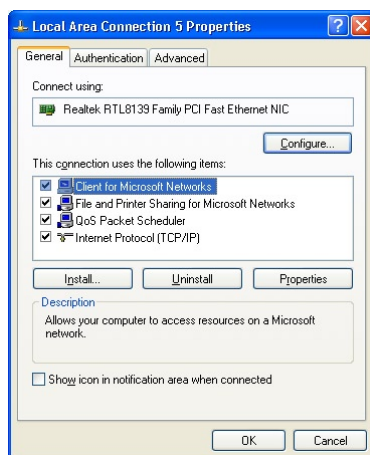 Local Area Connection 5 Properties
General Authentication Advanced
Connect using:
Realtek RTL8139 Family PCI Fast Ethernet NIC
Configure...
This connection uses the following items:
Client for Microsoft Networks
File and Printer Sharing for Microsoft Networks
QoS Packet Scheduler
Internet Protocol (TCP/IP)
Install... Uninstall Properties
Description
Allows your computer to access resources on a Microsoft
network.
Show icon in notification area when connected
OK Cancel